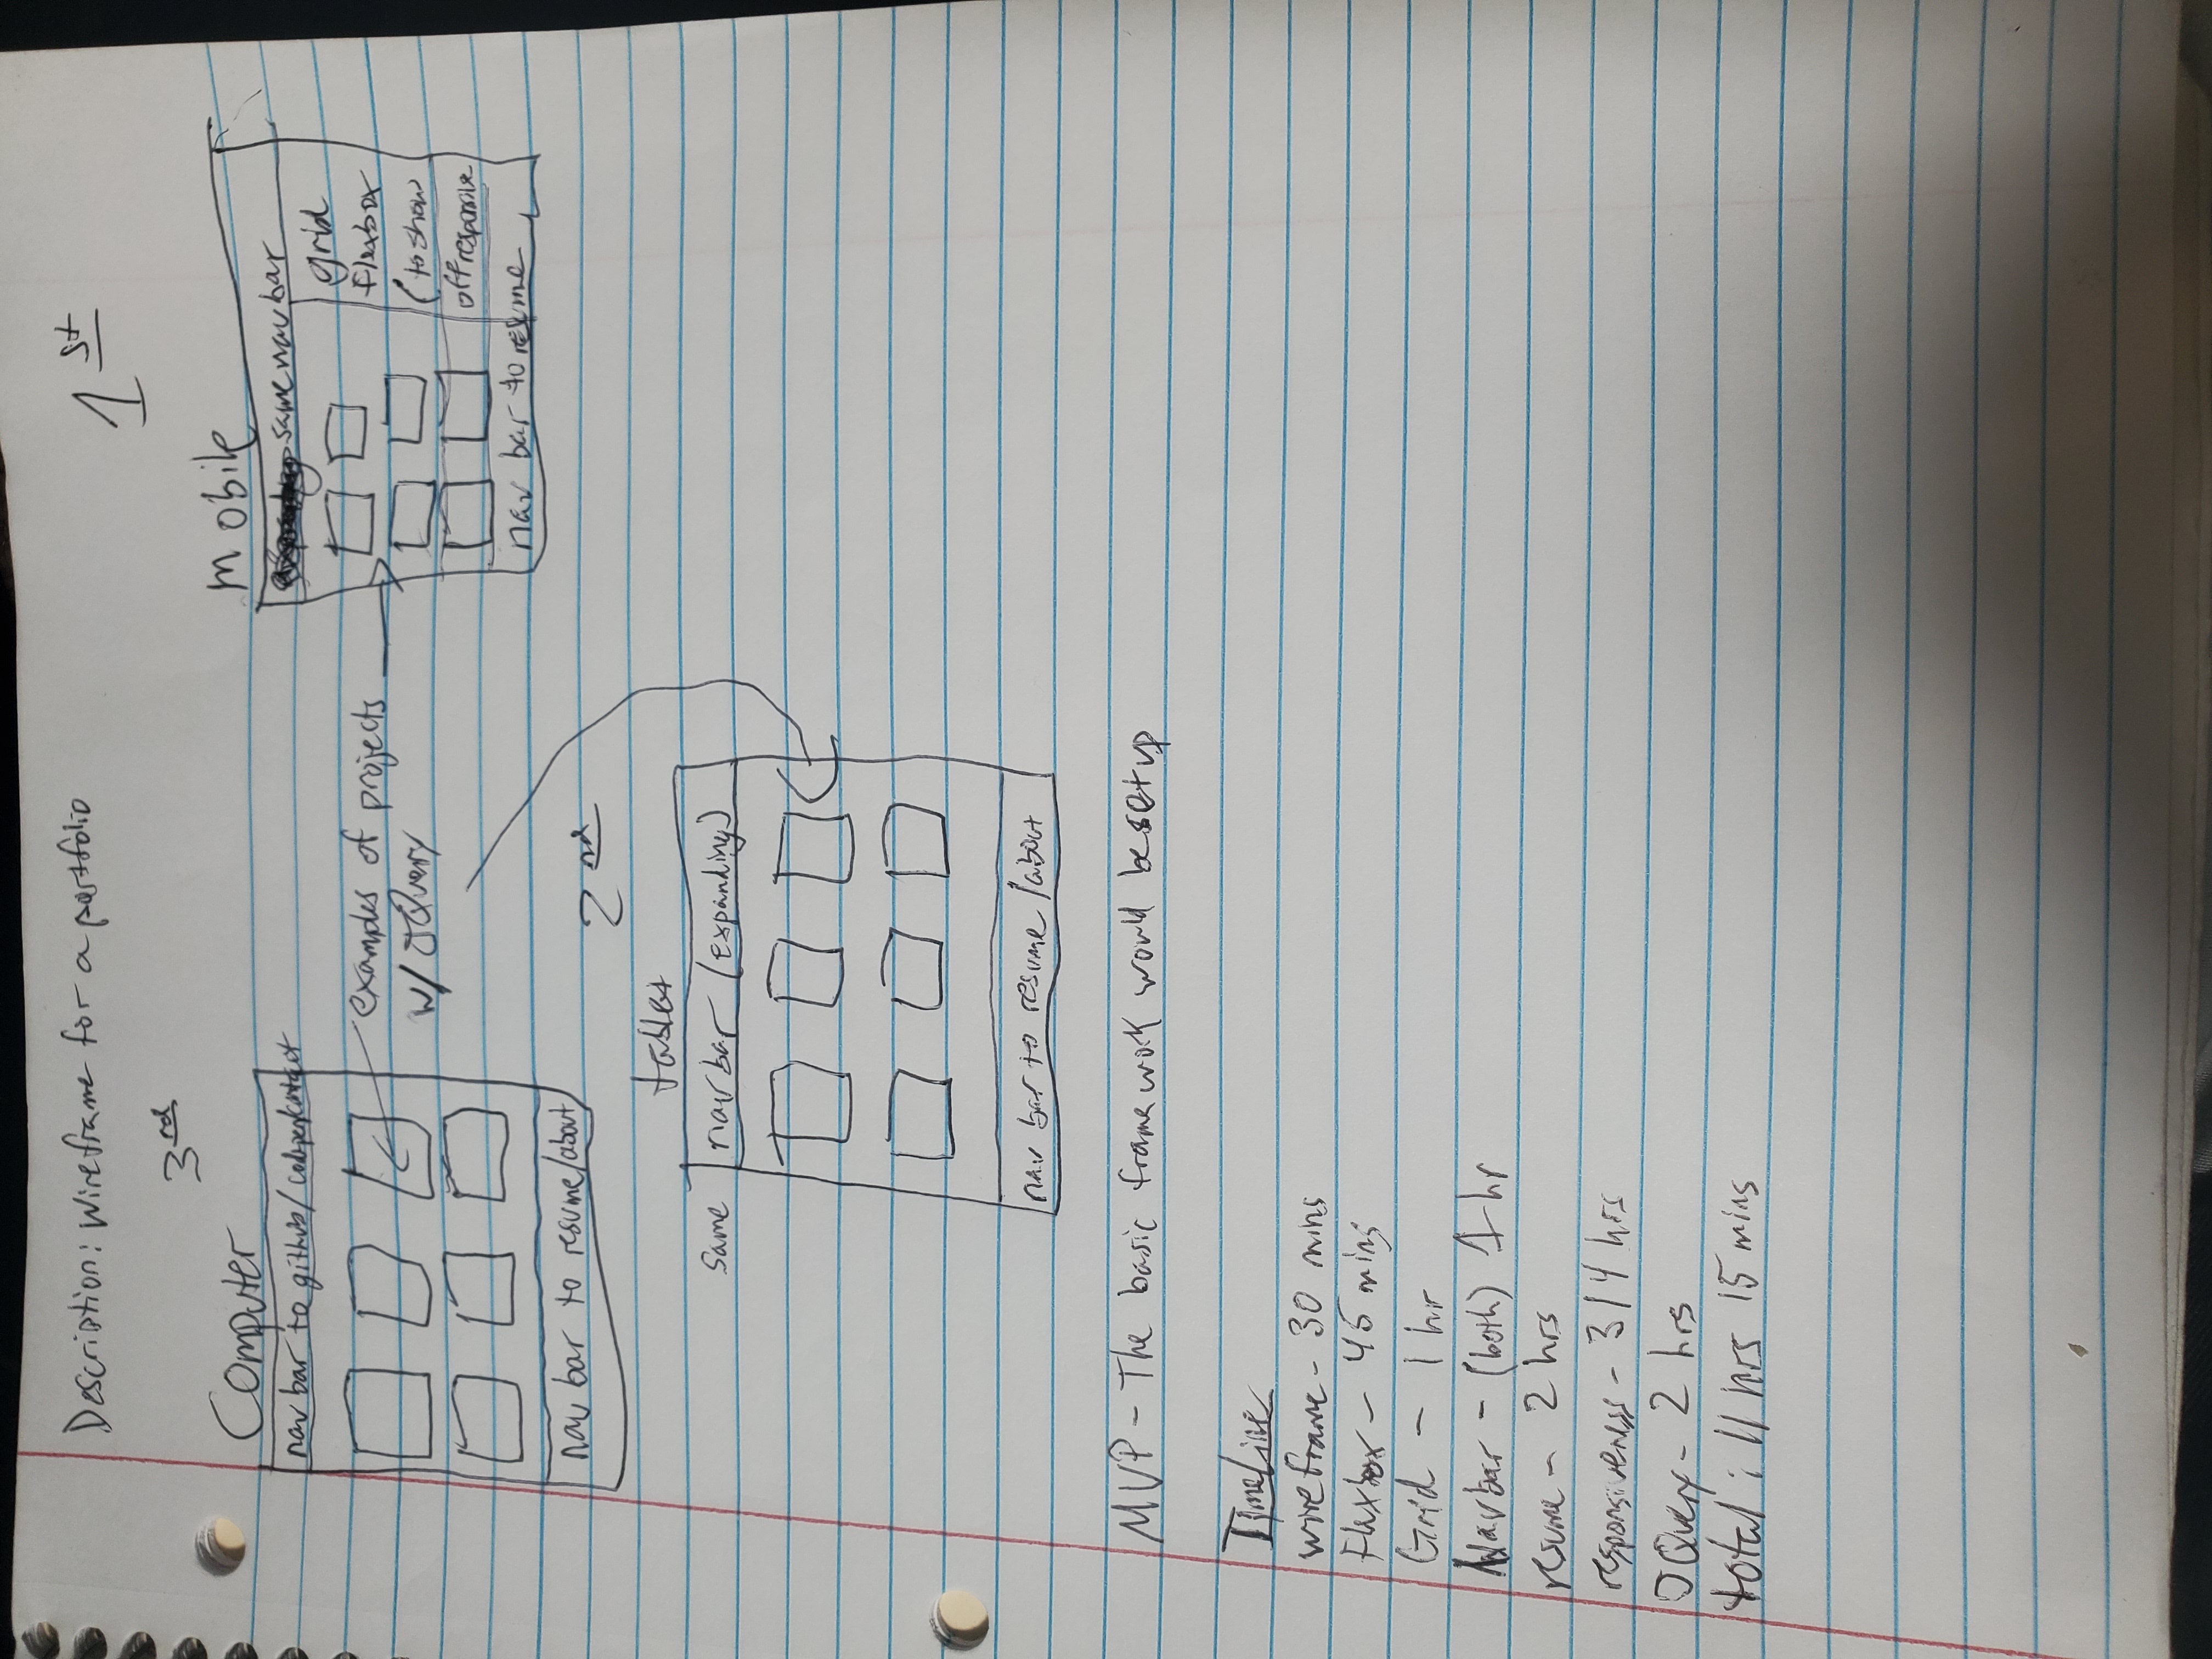 Description: Wireframe for a portfolio
1st
3rd
Computer
nav bar to github/codepen/contact
examples of projects
w/ JQuery
nav bar to resume/about
mobile
same nav bar
grid
flexbox
(to show
off responsive
nav bar to resume
2nd
tablet
same
nav bar (expanding)
nav bar to resume /about
MVP - The basic framework would be setup
TimeLine
wireframe - 30 mins
Flexbox - 45 mins
Grid - 1 hr
Navbar - (both) 1 hr
resume - 2 hrs
responsiveness - 3/4 hrs
JQuery - 2 hrs
total: 11 hrs 15 mins